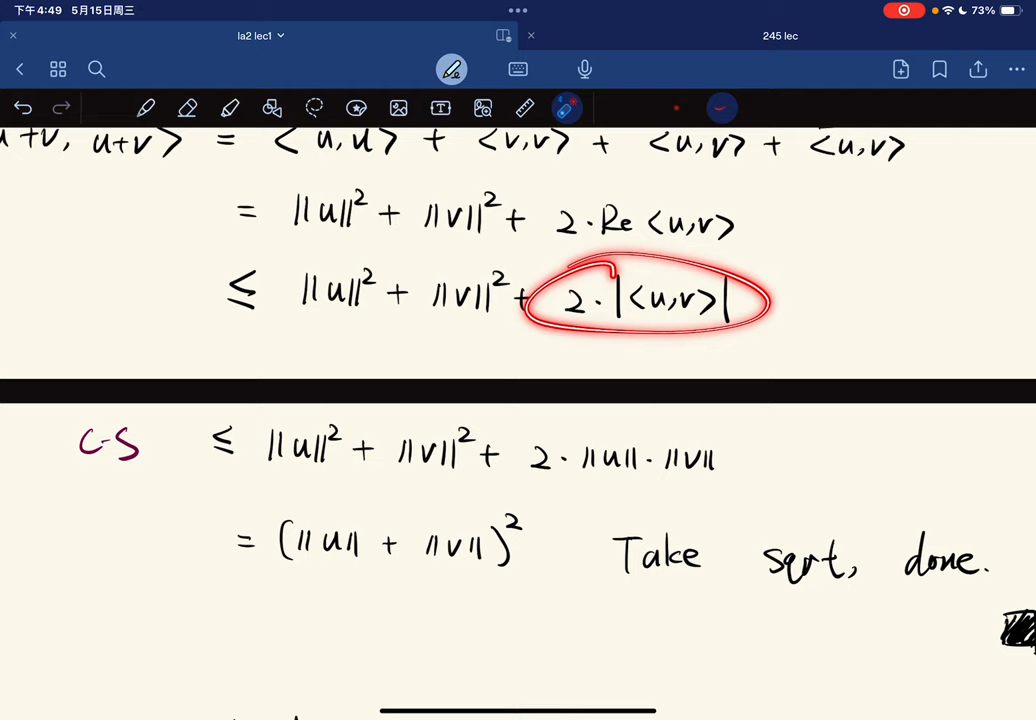 下午4:49 5月15日周三
73%
la2 lec1
245 lec
u+v, u+v> = <u,u> + <v,v> + <u,v> + <u,v>
= ||u||² + ||v||² + 2·Re <u,v>
≤ ||u||² + ||v||² + 2·|<u,v>|
C-S ≤ ||u||² + ||v||² + 2·||u||·||v||
= (||u|| + ||v||)² Take sqrt, done.